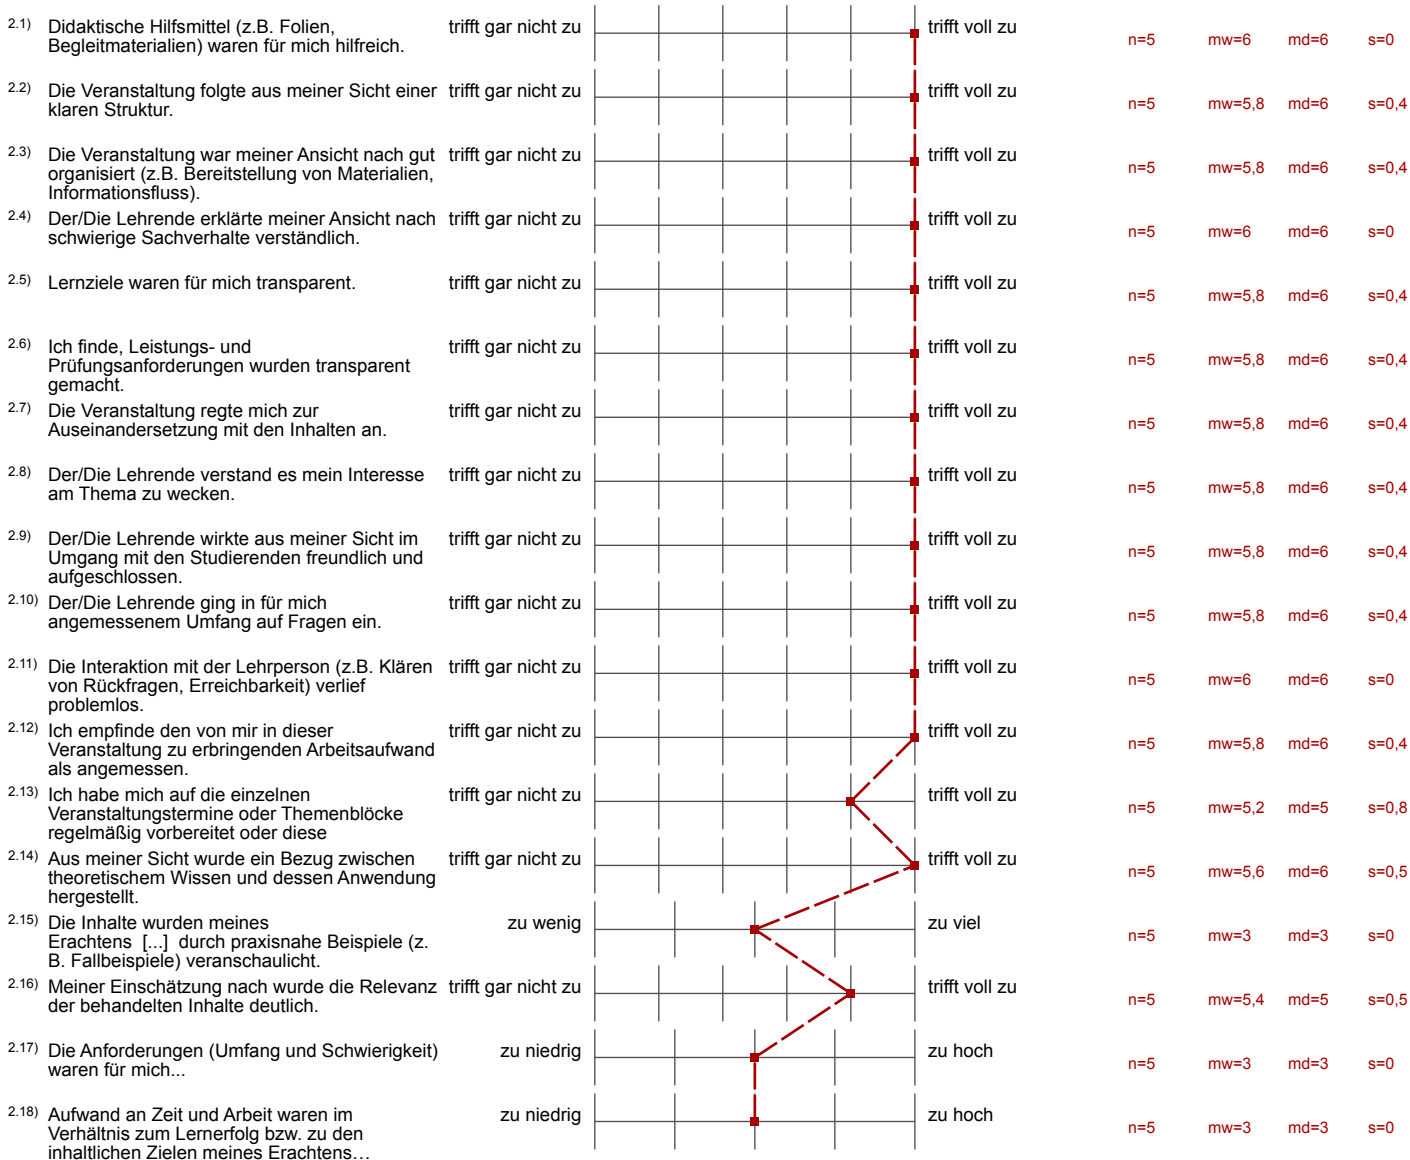 2.1) Didaktische Hilfsmittel (z.B. Folien, trifft gar nicht zu trifft voll zu n=5 mw=6 md=6 s=0
Begleitmaterialien) waren für mich hilfreich.
2.2) Die Veranstaltung folgte aus meiner Sicht einer trifft gar nicht zu trifft voll zu n=5 mw=5,8 md=6 s=0,4
klaren Struktur.
2.3) Die Veranstaltung war meiner Ansicht nach gut trifft gar nicht zu trifft voll zu n=5 mw=5,8 md=6 s=0,4
organisiert (z.B. Bereitstellung von Materialien,
Informationsfluss).
2.4) Der/Die Lehrende erklärte meiner Ansicht nach trifft gar nicht zu trifft voll zu n=5 mw=6 md=6 s=0
schwierige Sachverhalte verständlich.
2.5) Lernziele waren für mich transparent. trifft gar nicht zu trifft voll zu n=5 mw=5,8 md=6 s=0,4
2.6) Ich finde, Leistungs- und trifft gar nicht zu trifft voll zu n=5 mw=5,8 md=6 s=0,4
Prüfungsanforderungen wurden transparent
gemacht.
2.7) Die Veranstaltung regte mich zur trifft gar nicht zu trifft voll zu n=5 mw=5,8 md=6 s=0,4
Auseinandersetzung mit den Inhalten an.
2.8) Der/Die Lehrende verstand es mein Interesse trifft gar nicht zu trifft voll zu n=5 mw=5,8 md=6 s=0,4
am Thema zu wecken.
2.9) Der/Die Lehrende wirkte aus meiner Sicht im trifft gar nicht zu trifft voll zu n=5 mw=5,8 md=6 s=0,4
Umgang mit den Studierenden freundlich und
aufgeschlossen.
2.10) Der/Die Lehrende ging in für mich trifft gar nicht zu trifft voll zu n=5 mw=5,8 md=6 s=0,4
angemessenem Umfang auf Fragen ein.
2.11) Die Interaktion mit der Lehrperson (z.B. Klären trifft gar nicht zu trifft voll zu n=5 mw=6 md=6 s=0
von Rückfragen, Erreichbarkeit) verlief
problemlos.
2.12) Ich empfinde den von mir in dieser trifft gar nicht zu trifft voll zu n=5 mw=5,8 md=6 s=0,4
Veranstaltung zu erbringenden Arbeitsaufwand
als angemessen.
2.13) Ich habe mich auf die einzelnen trifft gar nicht zu trifft voll zu n=5 mw=5,2 md=5 s=0,8
Veranstaltungstermine oder Themenblöcke
regelmäßig vorbereitet oder diese
2.14) Aus meiner Sicht wurde ein Bezug zwischen trifft gar nicht zu trifft voll zu n=5 mw=5,6 md=6 s=0,5
theoretischem Wissen und dessen Anwendung
hergestellt.
2.15) Die Inhalte wurden meines zu wenig zu viel n=5 mw=3 md=3 s=0
Erachtens [...] durch praxisnahe Beispiele (z.
B. Fallbeispiele) veranschaulicht.
2.16) Meiner Einschätzung nach wurde die Relevanz trifft gar nicht zu trifft voll zu n=5 mw=5,4 md=5 s=0,5
der behandelten Inhalte deutlich.
2.17) Die Anforderungen (Umfang und Schwierigkeit) zu niedrig zu hoch n=5 mw=3 md=3 s=0
waren für mich...
2.18) Aufwand an Zeit und Arbeit waren im zu niedrig zu hoch n=5 mw=3 md=3 s=0
Verhältnis zum Lernerfolg bzw. zu den
inhaltlichen Zielen meines Erachtens…